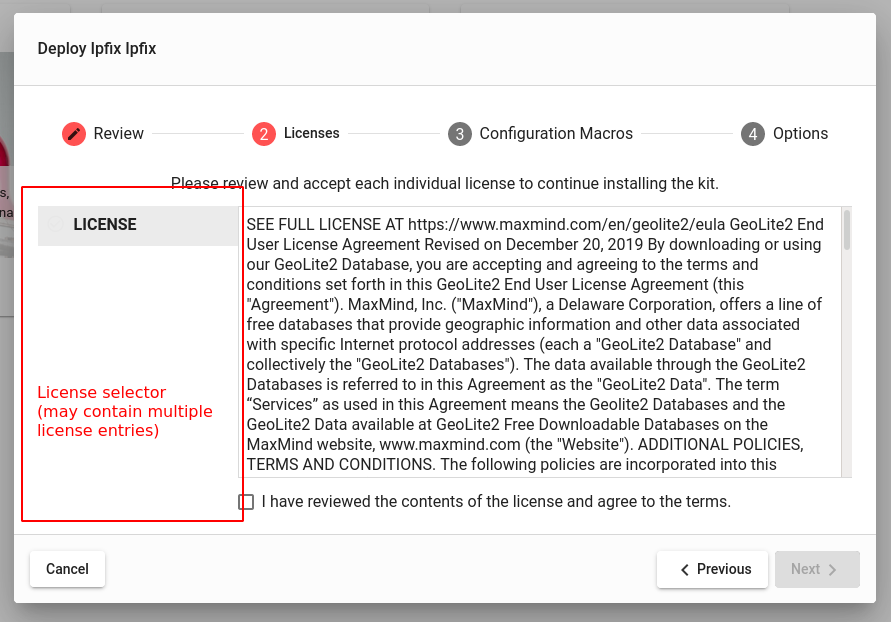 Deploy Ipfix Ipfix
Review
2 Licenses
3 Configuration Macros
4 Options
Please review and accept each individual license to continue installing the kit.
s,
na
LICENSE
SEE FULL LICENSE AT https://www.maxmind.com/en/geolite2/eula GeoLite2 End
User License Agreement Revised on December 20, 2019 By downloading or using
our GeoLite2 Database, you are accepting and agreeing to the terms and
conditions set forth in this GeoLite2 End User License Agreement (this
"Agreement"). MaxMind, Inc. ("MaxMind"), a Delaware Corporation, offers a line of
free databases that provide geographic information and other data associated
with specific Internet protocol addresses (each a "GeoLite2 Database" and
collectively the "GeoLite2 Databases"). The data available through the GeoLite2
Databases is referred to in this Agreement as the "GeoLite2 Data". The term
“Services” as used in this Agreement means the Geolite2 Databases and the
GeoLite2 Data available at GeoLite2 Free Downloadable Databases on the
MaxMind website, www.maxmind.com (the "Website"). ADDITIONAL POLICIES,
TERMS AND CONDITIONS. The following policies are incorporated into this
License selector
(may contain multiple
license entries)
I have reviewed the contents of the license and agree to the terms.
Cancel
Previous
Next